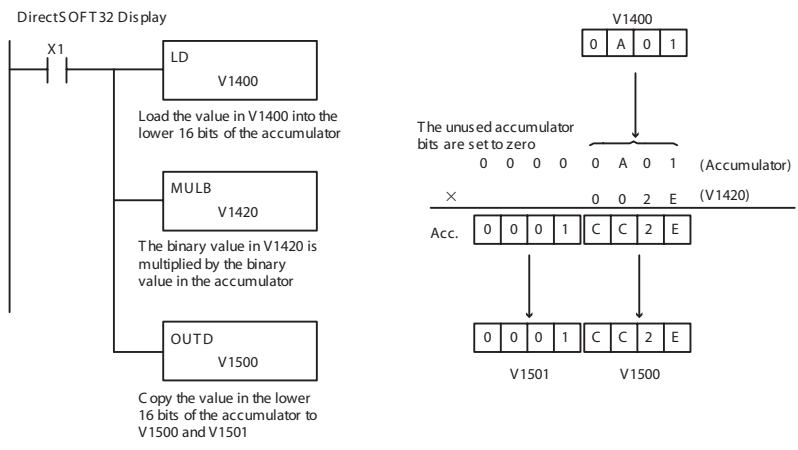 DirectSOFT32 Display
X1
LD
V1400
Load the value in V1400 into the
lower 16 bits of the accumulator
MULB
V1420
The binary value in V1420 is
multiplied by the binary
value in the accumulator
OUTD
V1500
Copy the value in the lower
16 bits of the accumulator to
V1500 and V1501
V1400
0 A 0 1
The unused accumulator
bits are set to zero
0 0 0 0 0 A 0 1 (Accumulator)
× 0 0 2 E (V1420)
Acc. 0 0 0 1 C C 2 E
0 0 0 1 C C 2 E
V1501 V1500